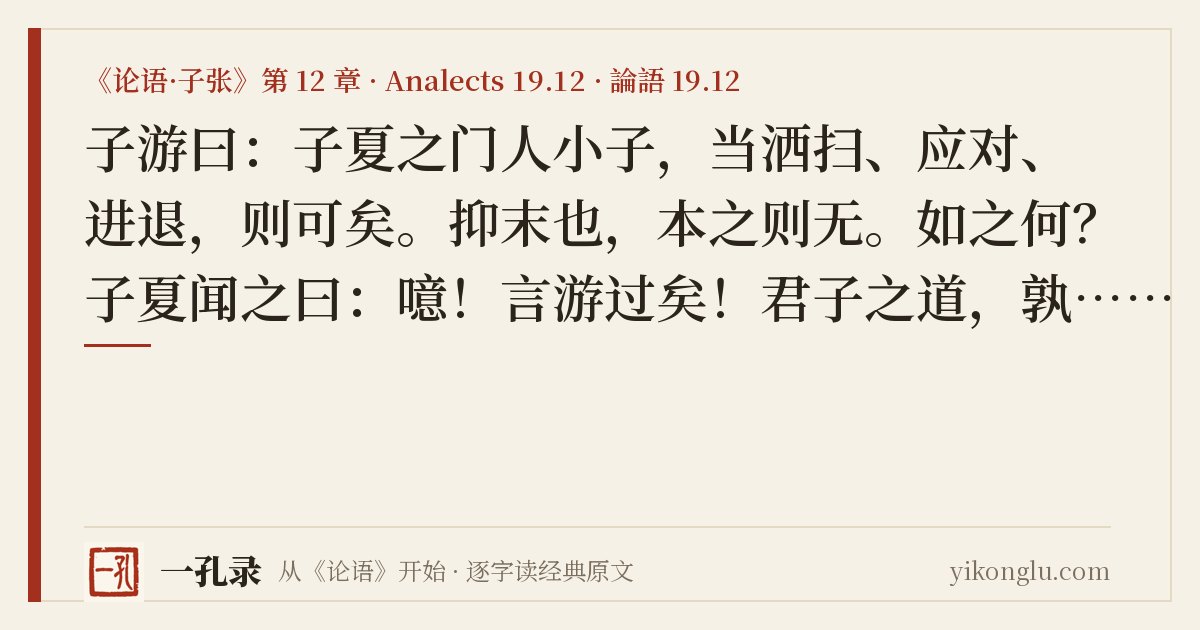 《论语·子张》第 12 章 · Analects 19.12 · 論語 19.12
子游曰：子夏之门人小子，当洒扫、应对、
进退，则可矣。抑末也，本之则无。如之何？
子夏闻之曰：噫！言游过矣！君子之道，孰……
一孔
一孔录 从《论语》开始 · 逐字读经典原文 yikonglu.com